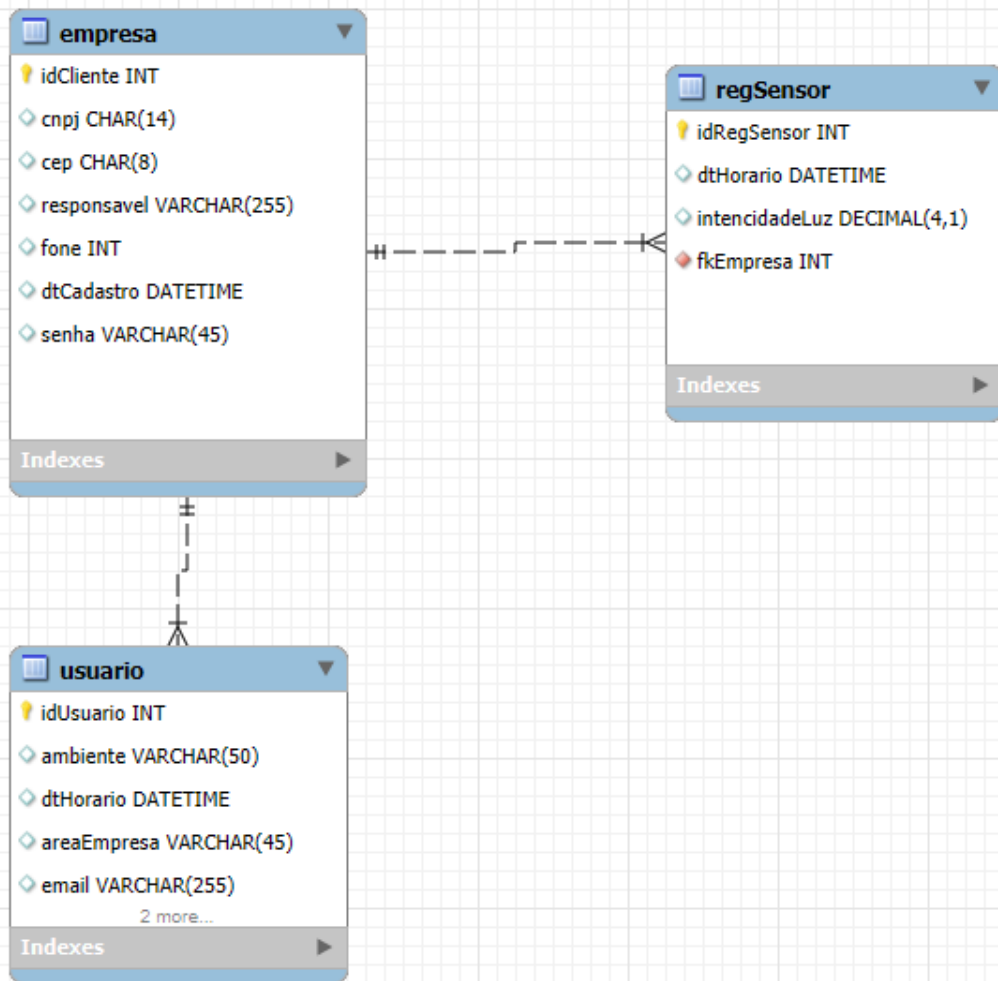 empresa
idCliente INT
cnpj CHAR(14)
cep CHAR(8)
responsavel VARCHAR(255)
fone INT
dtCadastro DATETIME
senha VARCHAR(45)
Indexes
regSensor
idRegSensor INT
dtHorario DATETIME
intencidadeLuz DECIMAL(4,1)
fkEmpresa INT
Indexes
usuario
idUsuario INT
ambiente VARCHAR(50)
dtHorario DATETIME
areaEmpresa VARCHAR(45)
email VARCHAR(255)
2 more...
Indexes